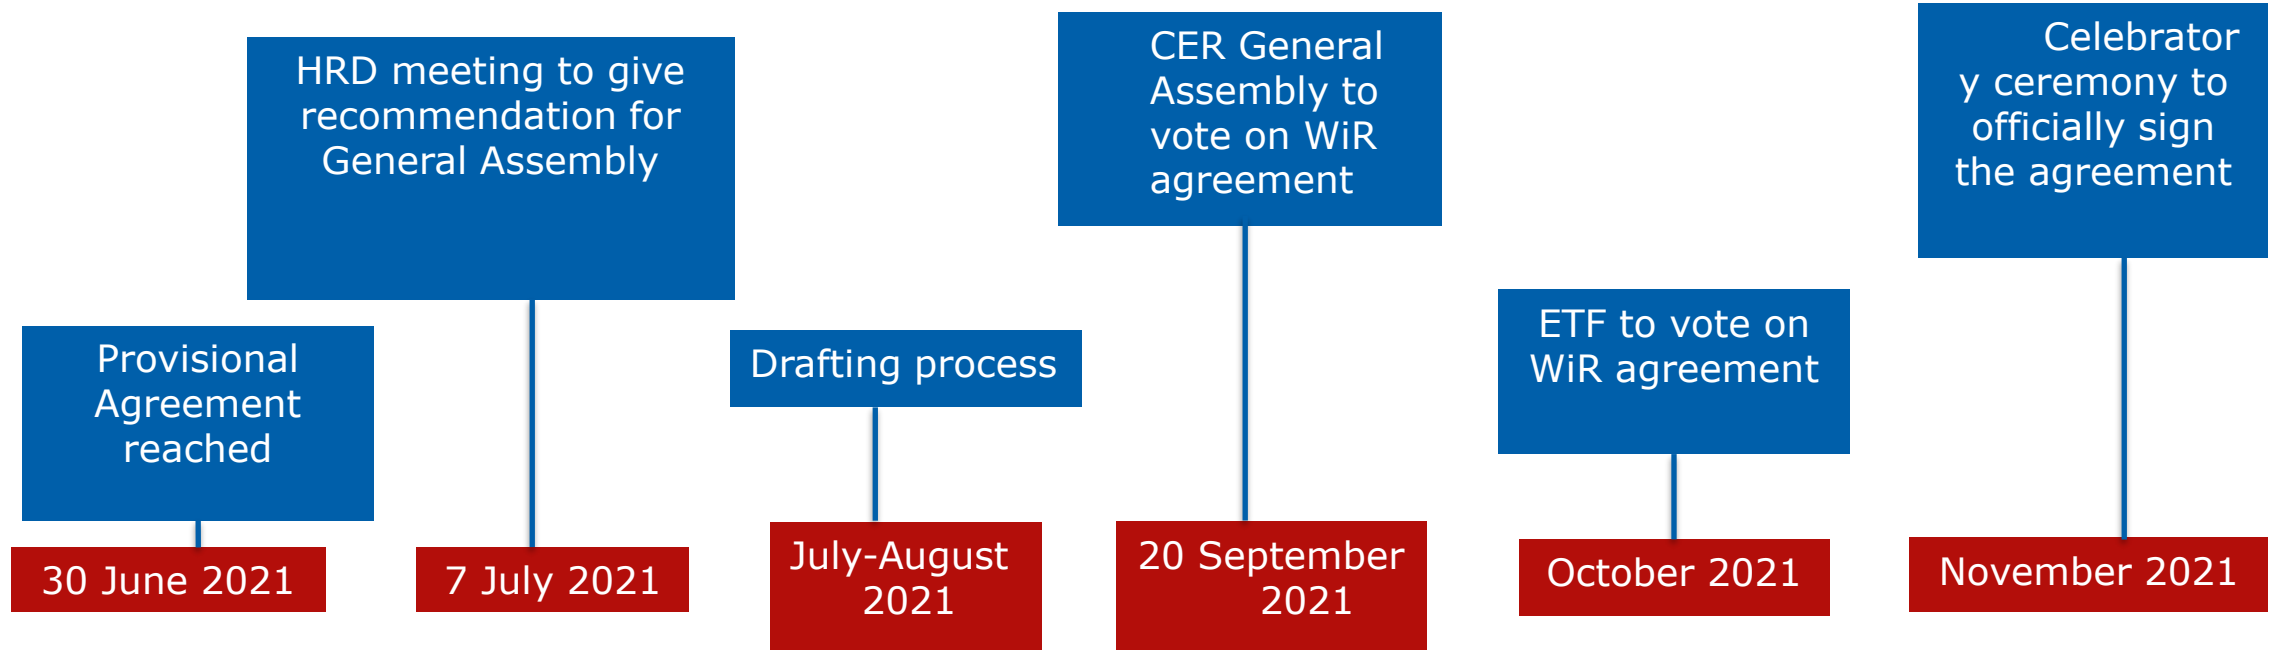 Provisional
Agreement
reached
30 June 2021
HRD meeting to give
recommendation for
General Assembly
7 July 2021
Drafting process
July-August
2021
CER General
Assembly to
vote on WiR
agreement
20 September
2021
ETF to vote on
WiR agreement
October 2021
Celebrator
y ceremony to
officially sign
the agreement
November 2021